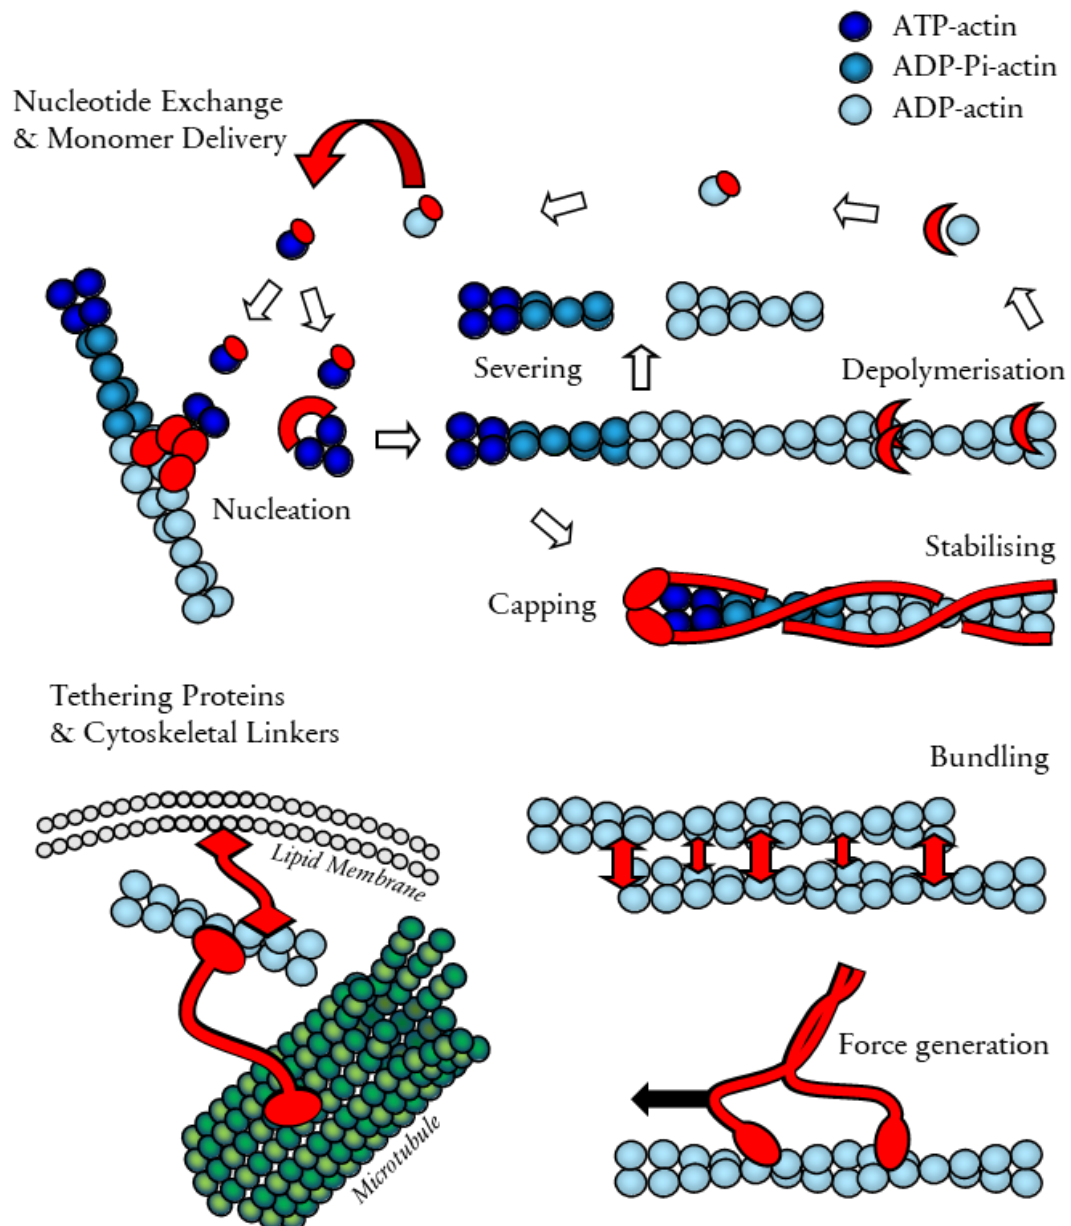 ATP-actin
ADP-Pi-actin
ADP-actin
Nucleotide Exchange
& Monomer Delivery
Severing
Depolymerisation
Nucleation
Stabilising
Capping
Tethering Proteins
& Cytoskeletal Linkers
Bundling
Lipid Membrane
Force generation
Microtubule